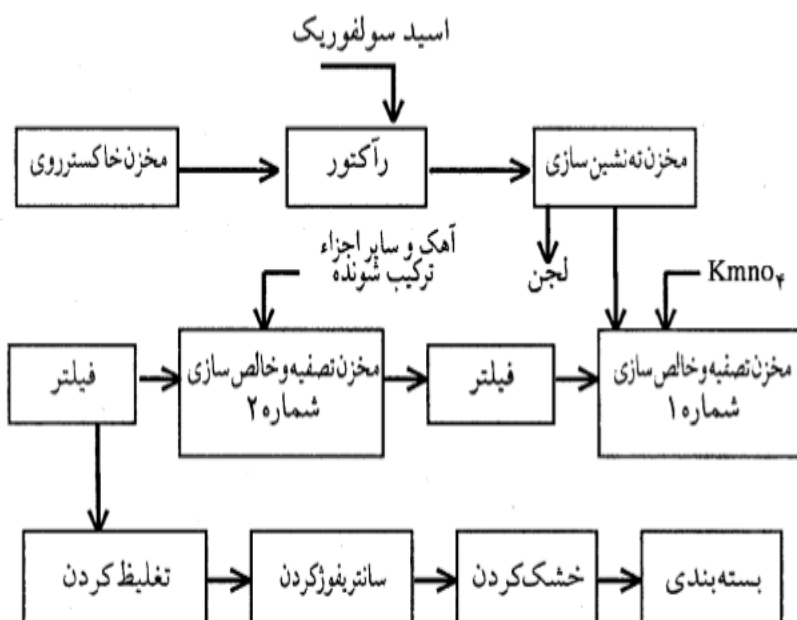 اسید سولفوریک
مخزن خاکستر روی
رآکتور
مخزن ته نشین سازی
لجن
آهک و سایر اجزاء
ترکیب شونده
Kmno۴
فیلتر
مخزن تصفیه و خالص سازی
شماره ۲
فیلتر
مخزن تصفیه و خالص سازی
شماره ۱
تغلیظ کردن
سانتریفوژ کردن
خشک کردن
بسته بندی